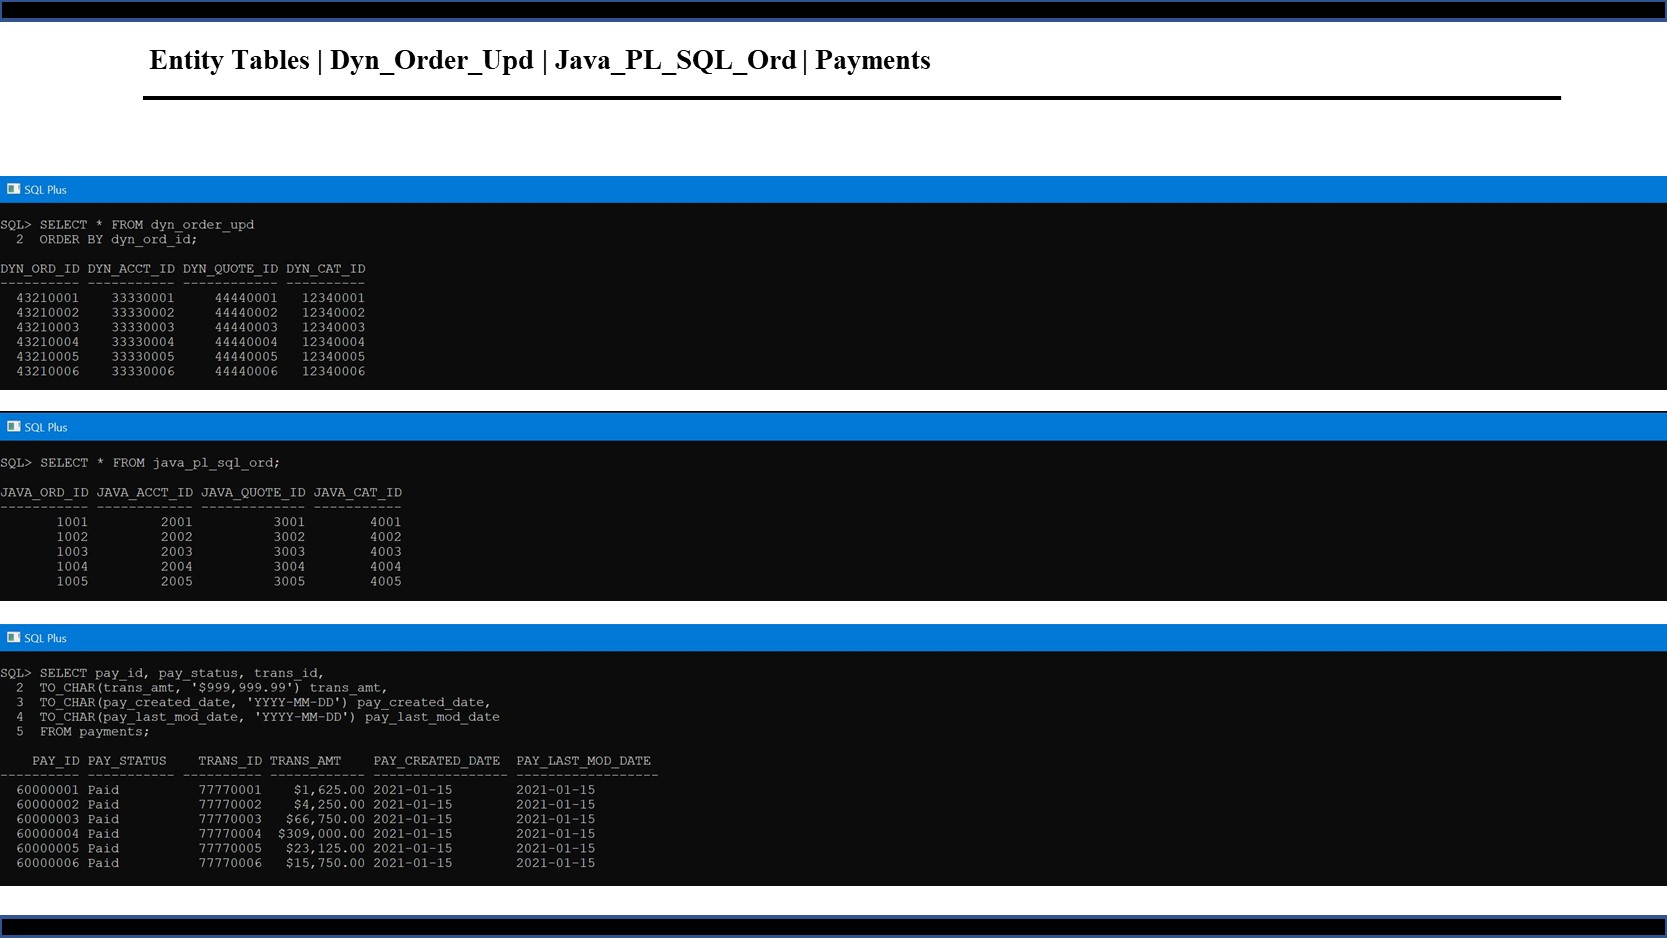 Entity Tables | Dyn_Order_Upd | Java_PL_SQL_Ord | Payments
SQL Plus
SQL> SELECT * FROM dyn_order_upd
  2  ORDER BY dyn_ord_id;
DYN_ORD_ID DYN_ACCT_ID DYN_QUOTE_ID DYN_CAT_ID
---------- ----------- ------------ ----------
  43210001    33330001     44440001   12340001
  43210002    33330002     44440002   12340002
  43210003    33330003     44440003   12340003
  43210004    33330004     44440004   12340004
  43210005    33330005     44440005   12340005
  43210006    33330006     44440006   12340006
SQL Plus
SQL> SELECT * FROM java_pl_sql_ord;
JAVA_ORD_ID JAVA_ACCT_ID JAVA_QUOTE_ID JAVA_CAT_ID
----------- ------------ ------------- -----------
       1001         2001          3001        4001
       1002         2002          3002        4002
       1003         2003          3003        4003
       1004         2004          3004        4004
       1005         2005          3005        4005
SQL Plus
SQL> SELECT pay_id, pay_status, trans_id,
  2  TO_CHAR(trans_amt, '$999,999.99') trans_amt,
  3  TO_CHAR(pay_created_date, 'YYYY-MM-DD') pay_created_date,
  4  TO_CHAR(pay_last_mod_date, 'YYYY-MM-DD') pay_last_mod_date
  5  FROM payments;
    PAY_ID PAY_STATUS    TRANS_ID TRANS_AMT    PAY_CREATED_DATE  PAY_LAST_MOD_DATE
---------- ----------- ---------- ------------ ----------------- ------------------
  60000001 Paid          77770001    $1,625.00 2021-01-15        2021-01-15
  60000002 Paid          77770002    $4,250.00 2021-01-15        2021-01-15
  60000003 Paid          77770003   $66,750.00 2021-01-15        2021-01-15
  60000004 Paid          77770004  $309,000.00 2021-01-15        2021-01-15
  60000005 Paid          77770005   $23,125.00 2021-01-15        2021-01-15
  60000006 Paid          77770006   $15,750.00 2021-01-15        2021-01-15